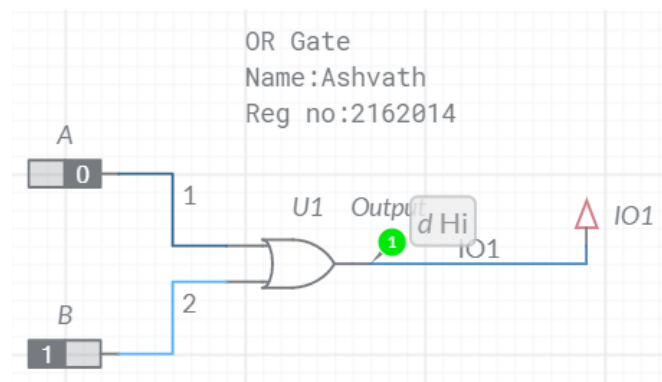 OR Gate
Name:Ashvath
Reg no:2162014
A
0
1
U1
Output
d Hi
IO1
1
IO1
2
B
1